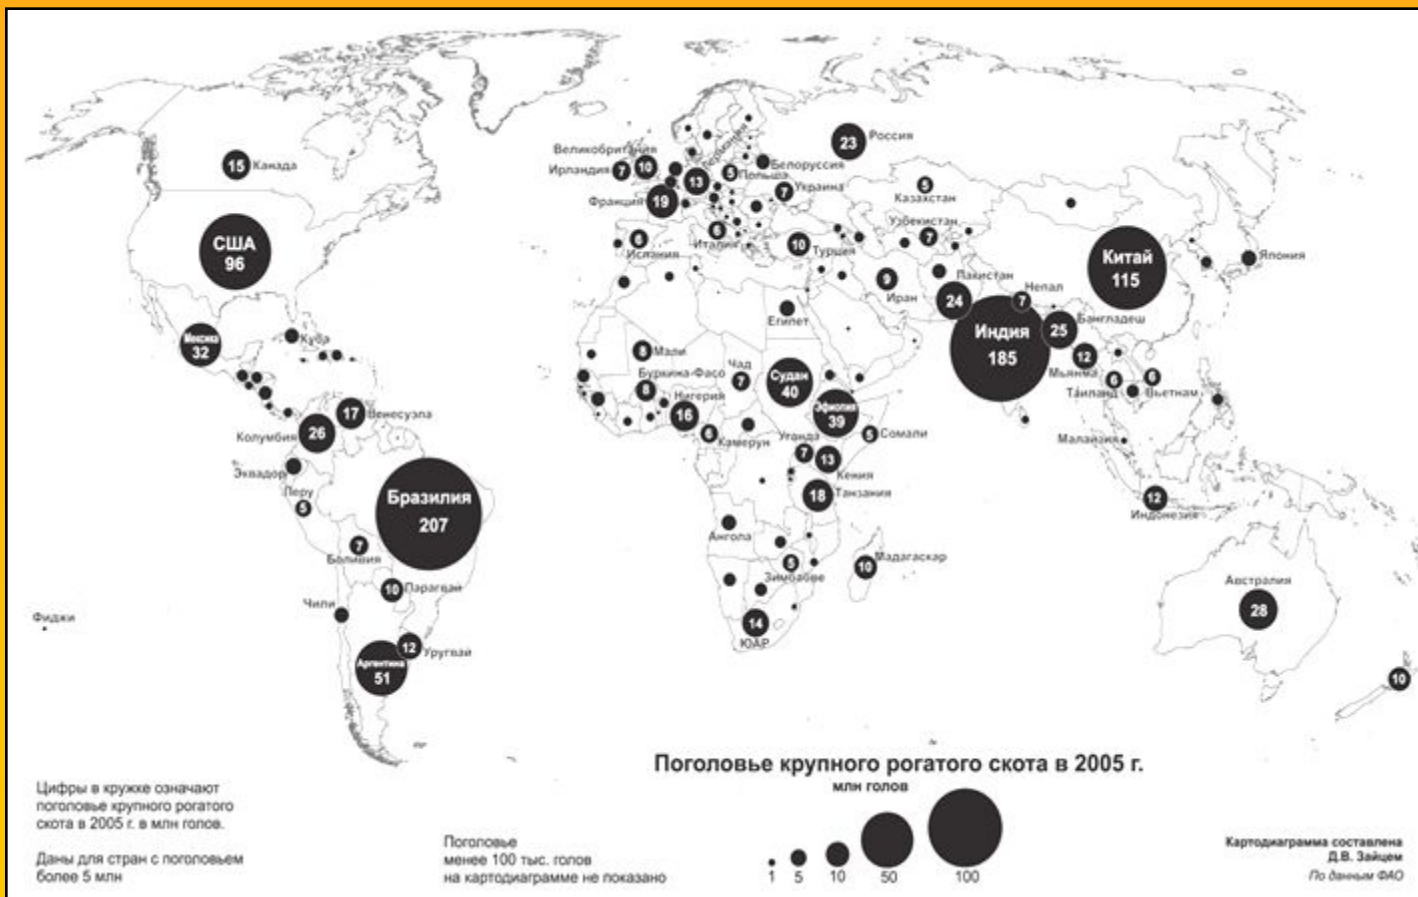 Канада
15
США
96
Мексика
32
Куба
Венесуэла
17
Колумбия
26
Эквадор
Перу
5
Бразилия
207
Боливия
7
Парагвай
10
Чили
Уругвай
12
Аргентина
51
Фиджи
Великобритания
10
Ирландия
7
Франция
19
Германия
13
Польша
5
Белоруссия
Украина
7
Испания
6
Италия
6
Турция
10
Россия
23
Казахстан
5
Узбекистан
7
Иран
9
Пакистан
24
Непал
7
Индия
185
Бангладеш
25
Китай
115
Япония
Мьянма
12
Таиланд
6
Вьетнам
6
Малайзия
Индонезия
12
Египет
Мали
8
Буркина-Фасо
8
Чад
7
Судан
40
Нигерия
16
Камерун
6
Эфиопия
39
Сомали
5
Уганда
7
Кения
13
Танзания
18
Ангола
Зимбабве
5
Мадагаскар
10
14
ЮАР
Австралия
28
10
Поголовье крупного рогатого скота в 2005 г.
млн голов
1 5 10 50 100
Цифры в кружке означают
поголовье крупного рогатого
скота в 2005 г. в млн голов.
Даны для стран с поголовьем
более 5 млн
Поголовье
менее 100 тыс. голов
на картодиаграмме не показано
Картодиаграмма составлена
Д.В. Зайцем
По данным ФАО